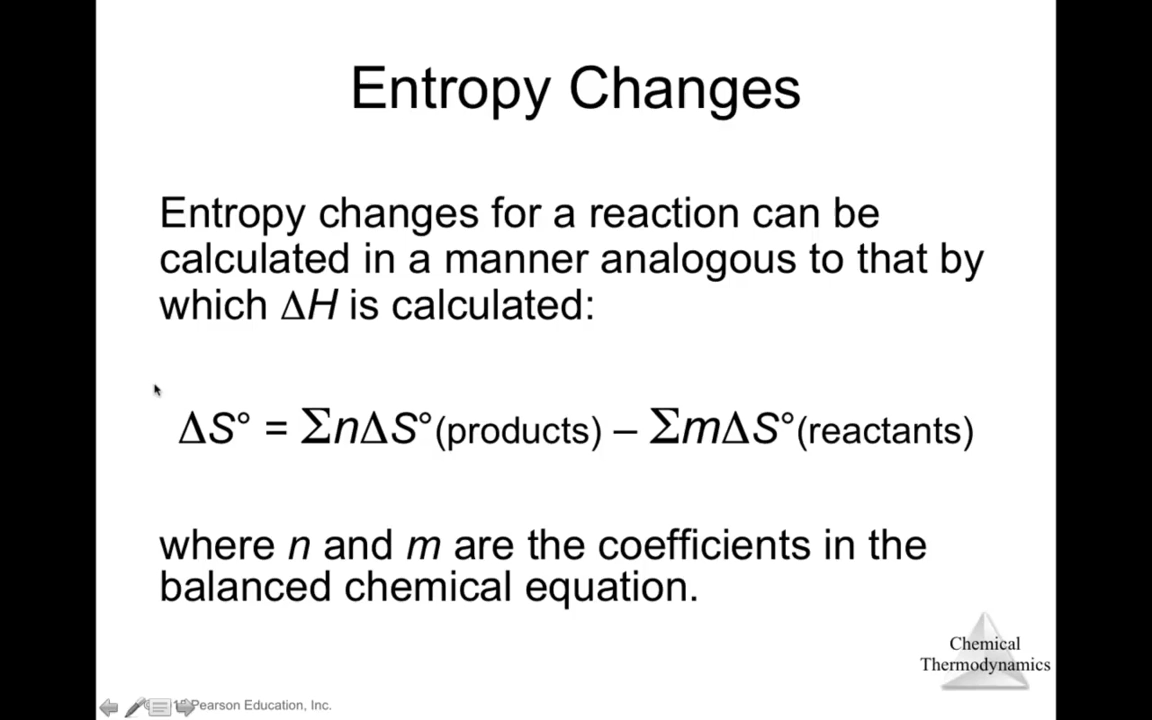 Entropy Changes
Entropy changes for a reaction can be
calculated in a manner analogous to that by
which ΔH is calculated:
ΔS° = ΣnΔS°(products) – ΣmΔS°(reactants)
where n and m are the coefficients in the
balanced chemical equation.
Chemical
Thermodynamics
Pearson Education, Inc.